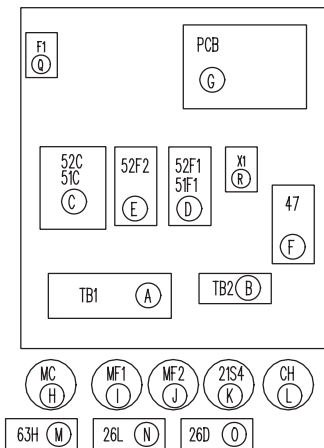 F1
Q
PCB
G
52C
51C
C
52F2
E
52F1
51F1
D
X1
R
47
F
TB1 A
TB2 B
MC
H
MF1
I
MF2
J
21S4
K
CH
L
63H M
26L N
26D O